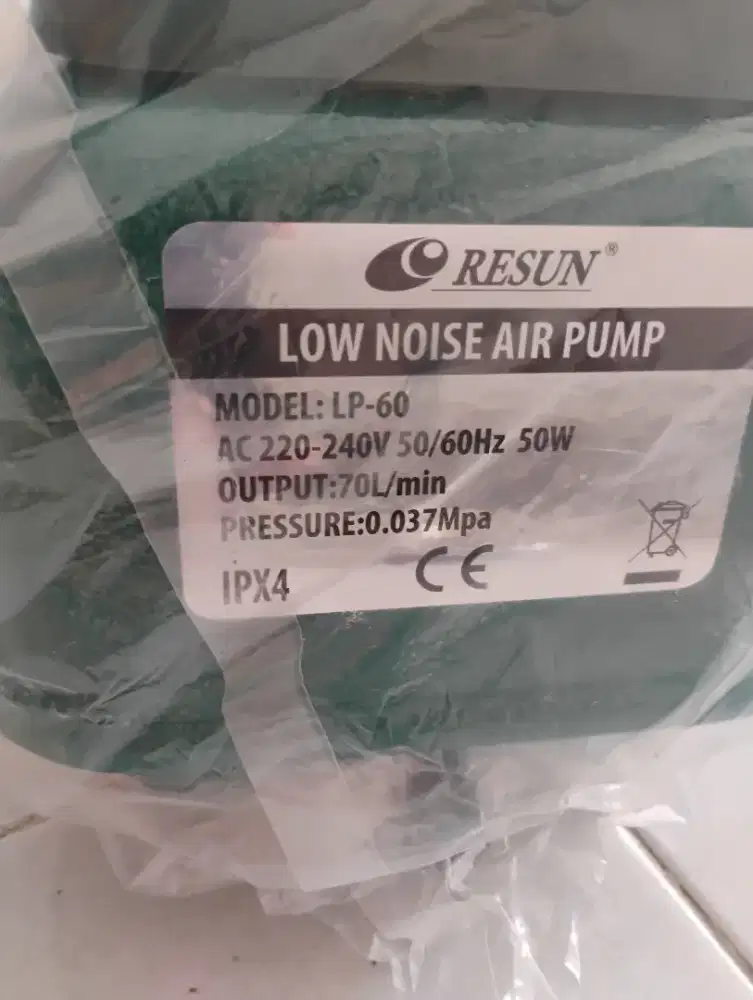 RESUN®
LOW NOISE AIR PUMP
MODEL: LP-60
AC 220-240V 50/60Hz 50W
OUTPUT:70L/min
PRESSURE:0.037Mpa
IPX4 CE